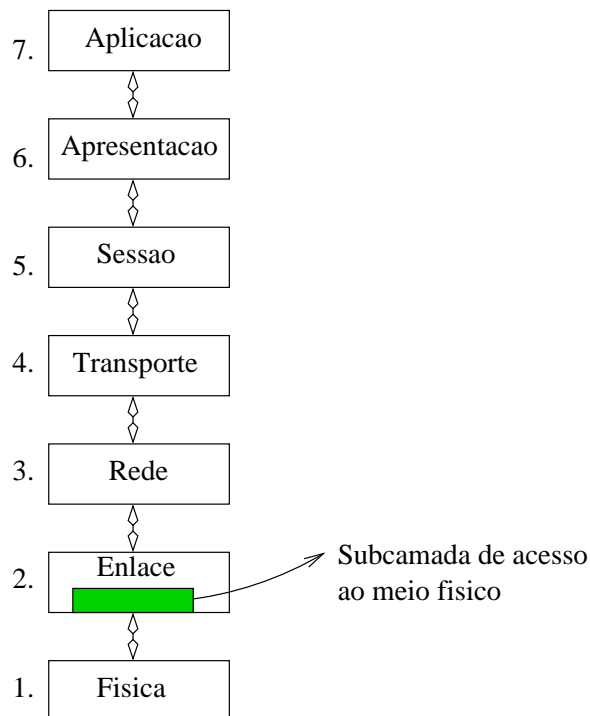 7. Aplicacao
6. Apresentacao
5. Sessao
4. Transporte
3. Rede
2. Enlace
Subcamada de acesso
ao meio fisico
1. Fisica